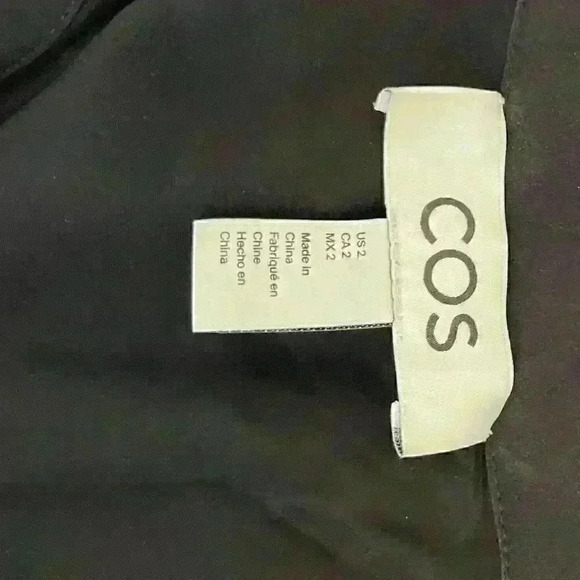 COS
US 2
CA 2
MX 2
Made in
China
Fabriqué en
Chine
Hecho en
China